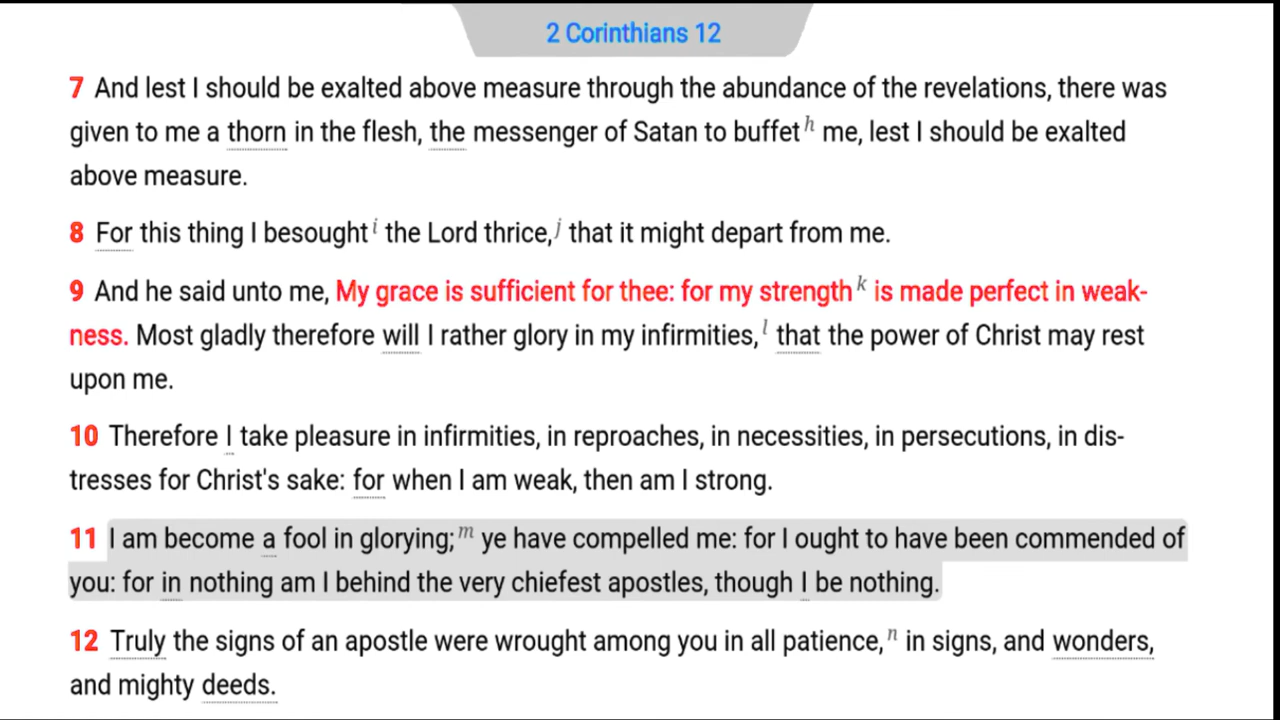 2 Corinthians 12
7 And lest I should be exalted above measure through the abundance of the revelations, there was
given to me a thorn in the flesh, the messenger of Satan to buffet h me, lest I should be exalted
above measure.
8 For this thing I besought i the Lord thrice, j that it might depart from me.
9 And he said unto me, My grace is sufficient for thee: for my strength k is made perfect in weak-
ness. Most gladly therefore will I rather glory in my infirmities, l that the power of Christ may rest
upon me.
10 Therefore I take pleasure in infirmities, in reproaches, in necessities, in persecutions, in dis-
tresses for Christ's sake: for when I am weak, then am I strong.
11 I am become a fool in glorying; m ye have compelled me: for I ought to have been commended of
you: for in nothing am I behind the very chiefest apostles, though I be nothing.
12 Truly the signs of an apostle were wrought among you in all patience, n in signs, and wonders,
and mighty deeds.